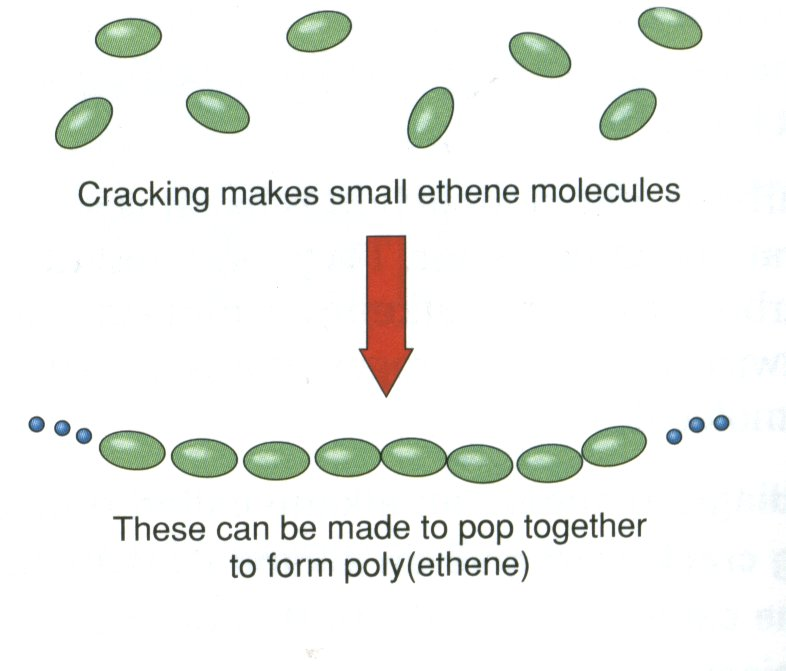 Cracking makes small ethene molecules
These can be made to pop together
to form poly(ethene)